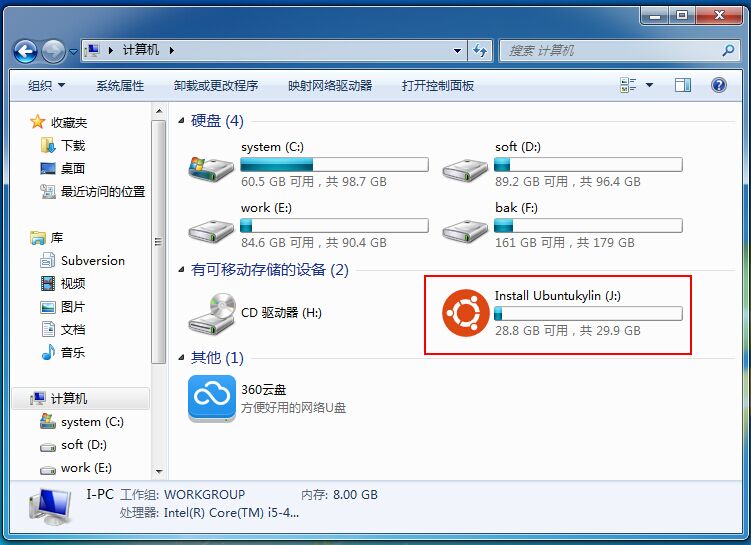 计算机
搜索 计算机
组织 系统属性 卸载或更改程序 映射网络驱动器 打开控制面板
收藏夹
下载
桌面
最近访问的位置
库
Subversion
视频
图片
文档
音乐
计算机
system (C:)
soft (D:)
work (E:)
硬盘 (4)
system (C:)
60.5 GB 可用，共 98.7 GB
soft (D:)
89.2 GB 可用，共 96.4 GB
work (E:)
84.6 GB 可用，共 90.4 GB
bak (F:)
161 GB 可用，共 179 GB
有可移动存储的设备 (2)
CD 驱动器 (H:)
Install Ubuntukylin (J:)
28.8 GB 可用，共 29.9 GB
其他 (1)
360云盘
方便好用的网络U盘
I-PC 工作组: WORKGROUP 内存: 8.00 GB
处理器: Intel(R) Core(TM) i5-4...